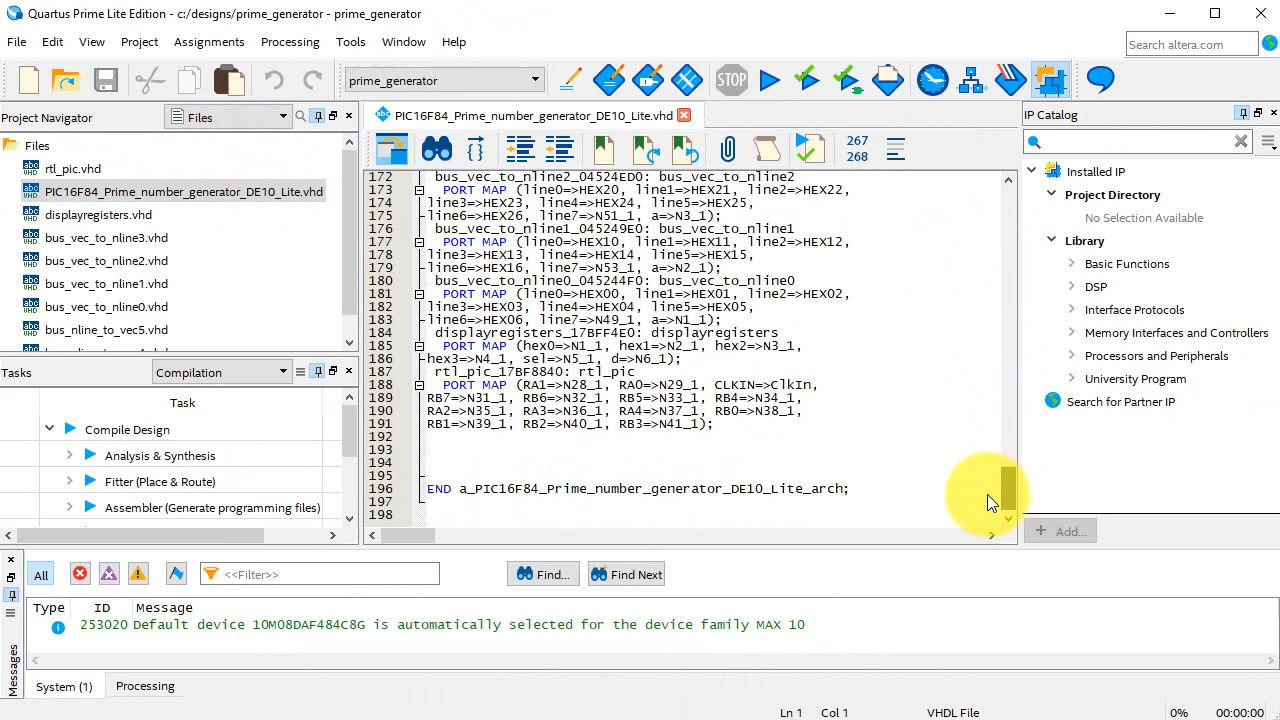 Quartus Prime Lite Edition - c:/designs/prime_generator - prime_generator
File Edit View Project Assignments Processing Tools Window Help
Search altera.com
prime_generator
STOP
Project Navigator
Files
Files
rtl_pic.vhd
PIC16F84_Prime_number_generator_DE10_Lite.vhd
displayregisters.vhd
bus_vec_to_nline3.vhd
bus_vec_to_nline2.vhd
bus_vec_to_nline1.vhd
bus_vec_to_nline0.vhd
bus_nline_to_vec5.vhd
Tasks
Compilation
Task
Compile Design
Analysis & Synthesis
Fitter (Place & Route)
Assembler (Generate programming files)
PIC16F84_Prime_number_generator_DE10_Lite.vhd
267
268
172 bus_vec_to_nline2_04524ED0: bus_vec_to_nline2
173 PORT MAP (line0=>HEX20, line1=>HEX21, line2=>HEX22,
174 line3=>HEX23, line4=>HEX24, line5=>HEX25,
175 line6=>HEX26, line7=>N51_1, a=>N3_1);
176 bus_vec_to_nline1_045249E0: bus_vec_to_nline1
177 PORT MAP (line0=>HEX10, line1=>HEX11, line2=>HEX12,
178 line3=>HEX13, line4=>HEX14, line5=>HEX15,
179 line6=>HEX16, line7=>N53_1, a=>N2_1);
180 bus_vec_to_nline0_045244F0: bus_vec_to_nline0
181 PORT MAP (line0=>HEX00, line1=>HEX01, line2=>HEX02,
182 line3=>HEX03, line4=>HEX04, line5=>HEX05,
183 line6=>HEX06, line7=>N49_1, a=>N1_1);
184 displayregisters_17BFF4E0: displayregisters
185 PORT MAP (hex0=>N1_1, hex1=>N2_1, hex2=>N3_1,
186 hex3=>N4_1, sel=>N5_1, d=>N6_1);
187 rtl_pic_17BF8840: rtl_pic
188 PORT MAP (RA1=>N28_1, RA0=>N29_1, CLKIN=>ClkIn,
189 RB7=>N31_1, RB6=>N32_1, RB5=>N33_1, RB4=>N34_1,
190 RA2=>N35_1, RA3=>N36_1, RA4=>N37_1, RB0=>N38_1,
191 RB1=>N39_1, RB2=>N40_1, RB3=>N41_1);
192
193
194
195
196 END a_PIC16F84_Prime_number_generator_DE10_Lite_arch;
197
198
IP Catalog
Installed IP
Project Directory
No Selection Available
Library
Basic Functions
DSP
Interface Protocols
Memory Interfaces and Controllers
Processors and Peripherals
University Program
Search for Partner IP
+ Add...
Messages
All
<<Filter>>
Find...
Find Next
Type ID Message
253020 Default device 10M08DAF484C8G is automatically selected for the device family MAX 10
System (1) Processing
Ln 1 Col 1 VHDL File 0% 00:00:00